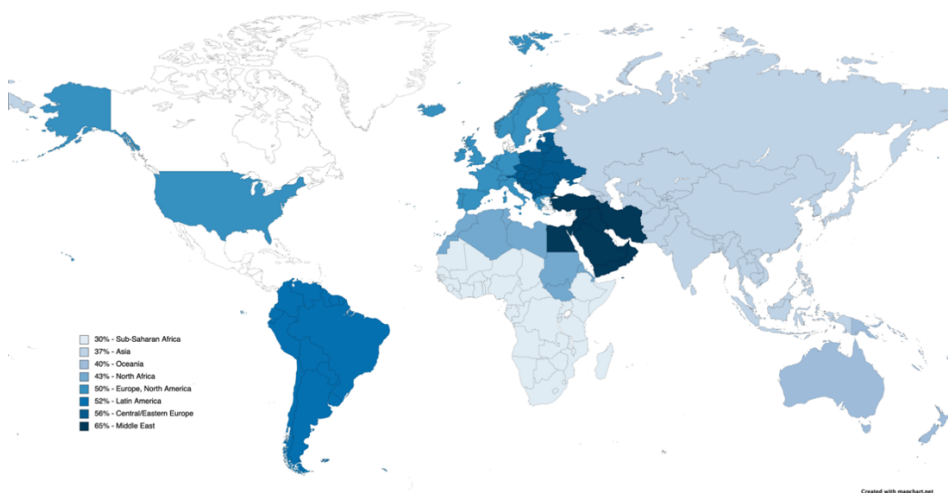 30% - Sub-Saharan Africa
37% - Asia
40% - Oceania
43% - North Africa
50% - Europe, North America
52% - Latin America
56% - Central/Eastern Europe
65% - Middle East
Created with mapchart.net